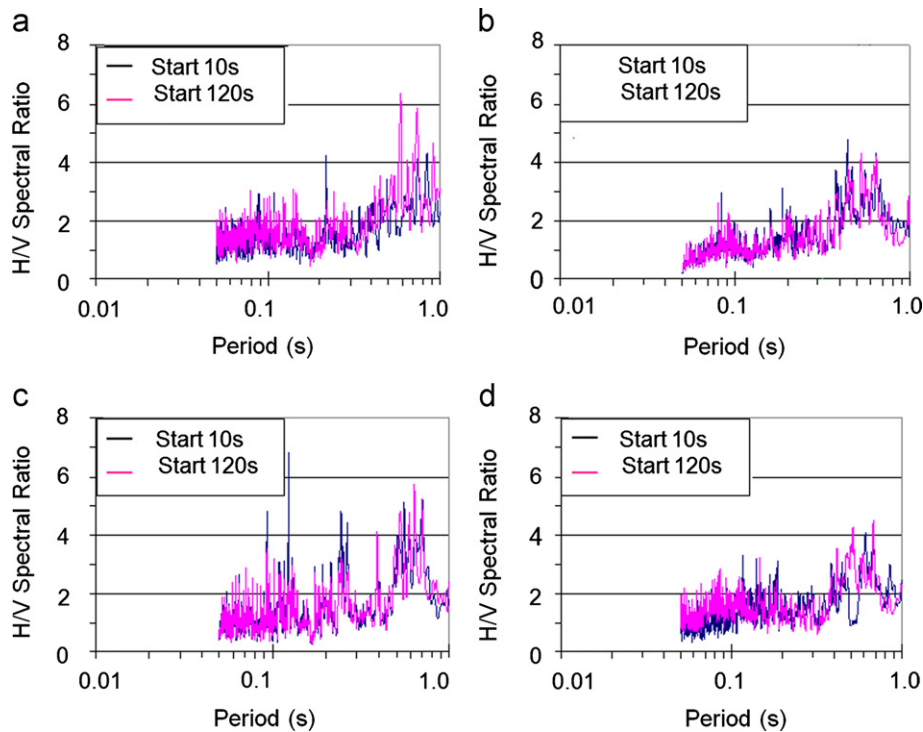 a
b
8
6
4
2
0
H/V Spectral Ratio
Start 10s
Start 120s
0.01
0.1
1.0
Period (s)
8
6
4
2
0
H/V Spectral Ratio
Start 10s
Start 120s
0.01
0.1
1.0
Period (s)
c
d
8
6
4
2
0
H/V Spectral Ratio
Start 10s
Start 120s
0.01
0.1
1.0
Period (s)
8
6
4
2
0
H/V Spectral Ratio
Start 10s
Start 120s
0.01
0.1
1.0
Period (s)